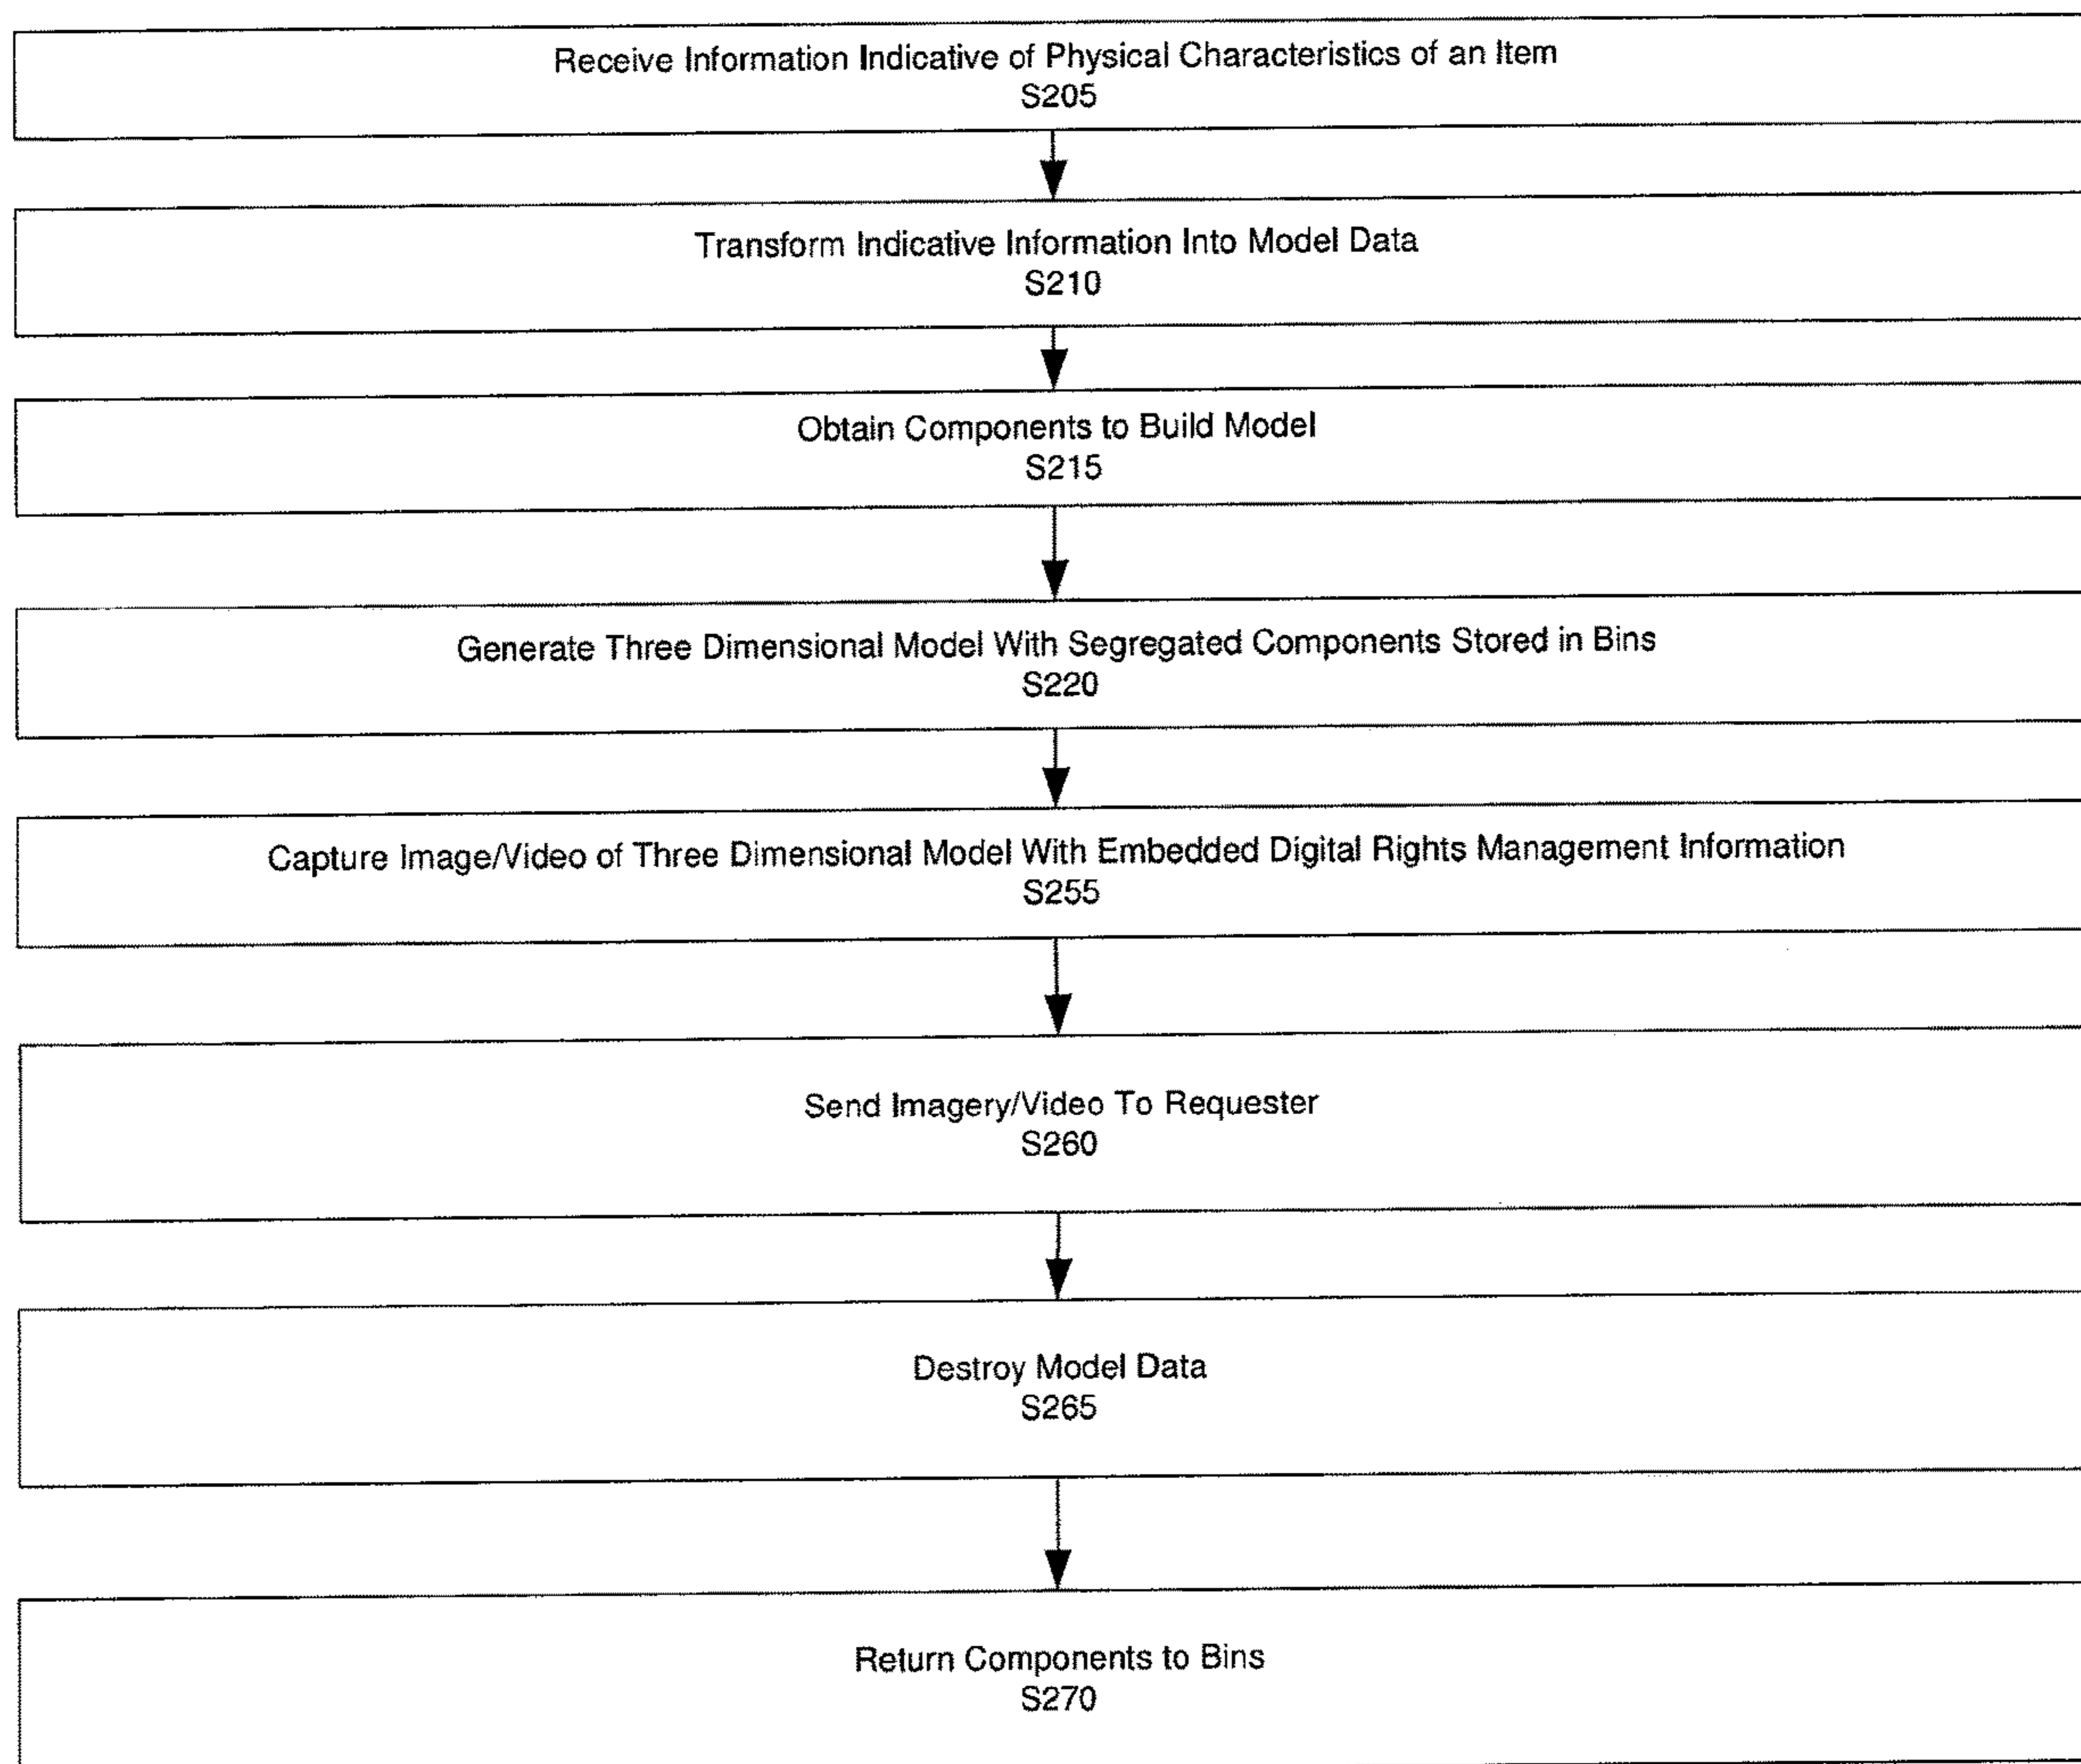 Receive Information Indicative of Physical Characteristics of an Item
S205
Transform Indicative Information Into Model Data
S210
Obtain Components to Build Model
S215
Generate Three Dimensional Model With Segregated Components Stored in Bins
S220
Capture Image/Video of Three Dimensional Model With Embedded Digital Rights Management Information
S255
Send Imagery/Video To Requester
S260
Destroy Model Data
S265
Return Components to Bins
S270